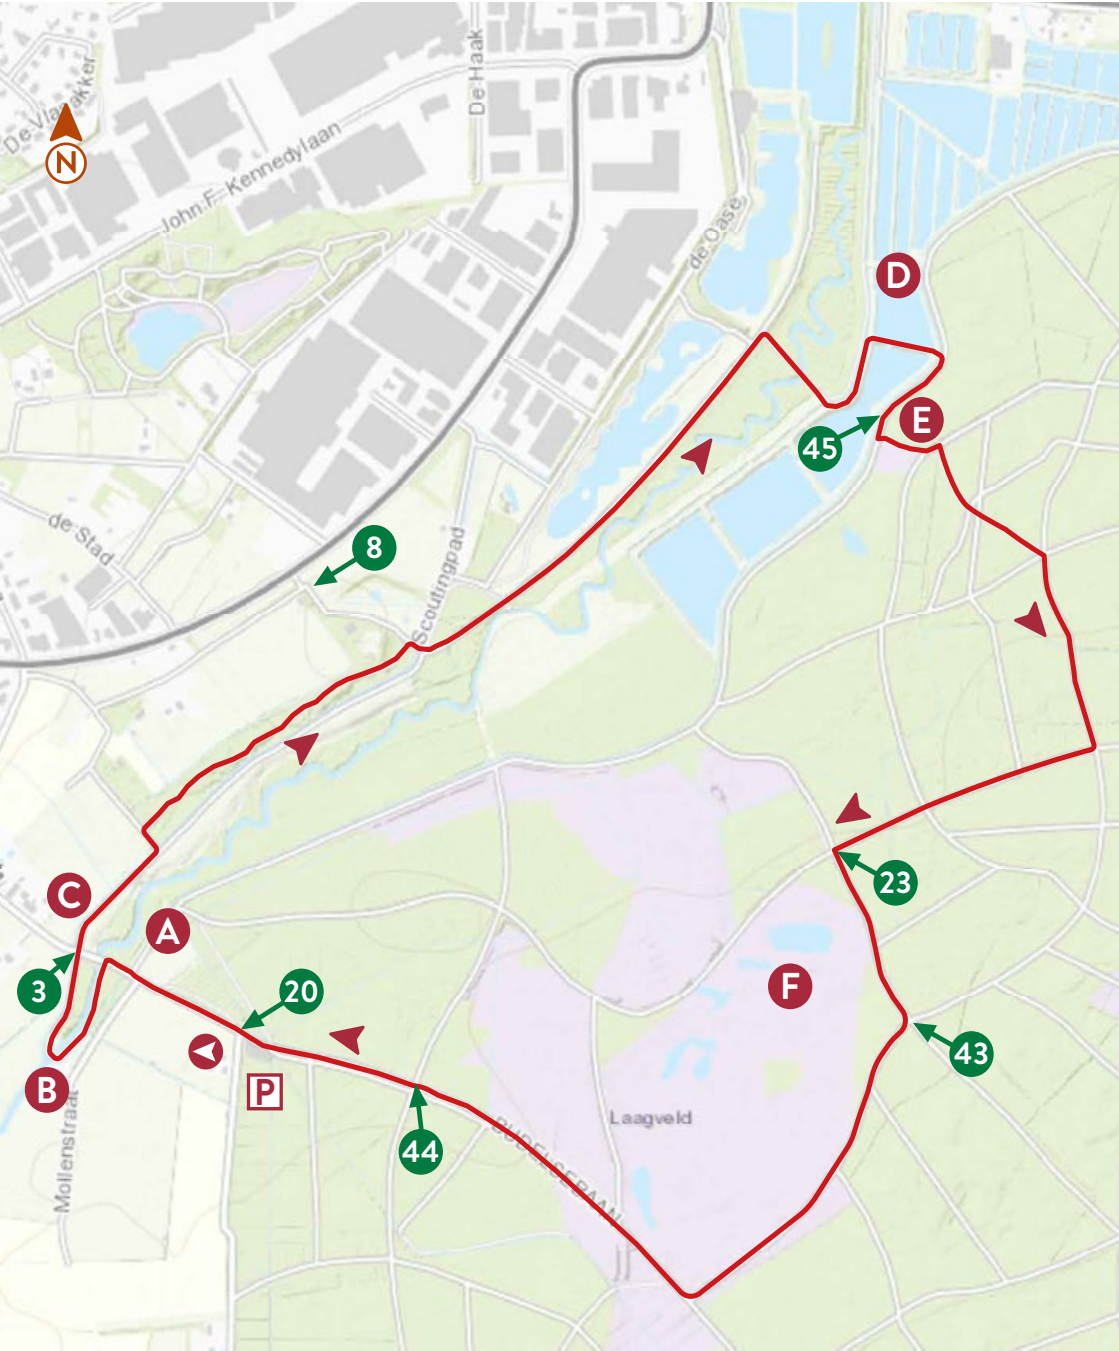 De Vlasakker
N
De Haak
John F. Kennedylaan
de Oase
D
E
45
de Stad
8
Scoutingpad
23
C
A
3
20
F
43
B
P
44
Laagveld
Mollenstraat
BUDELSEBAAN